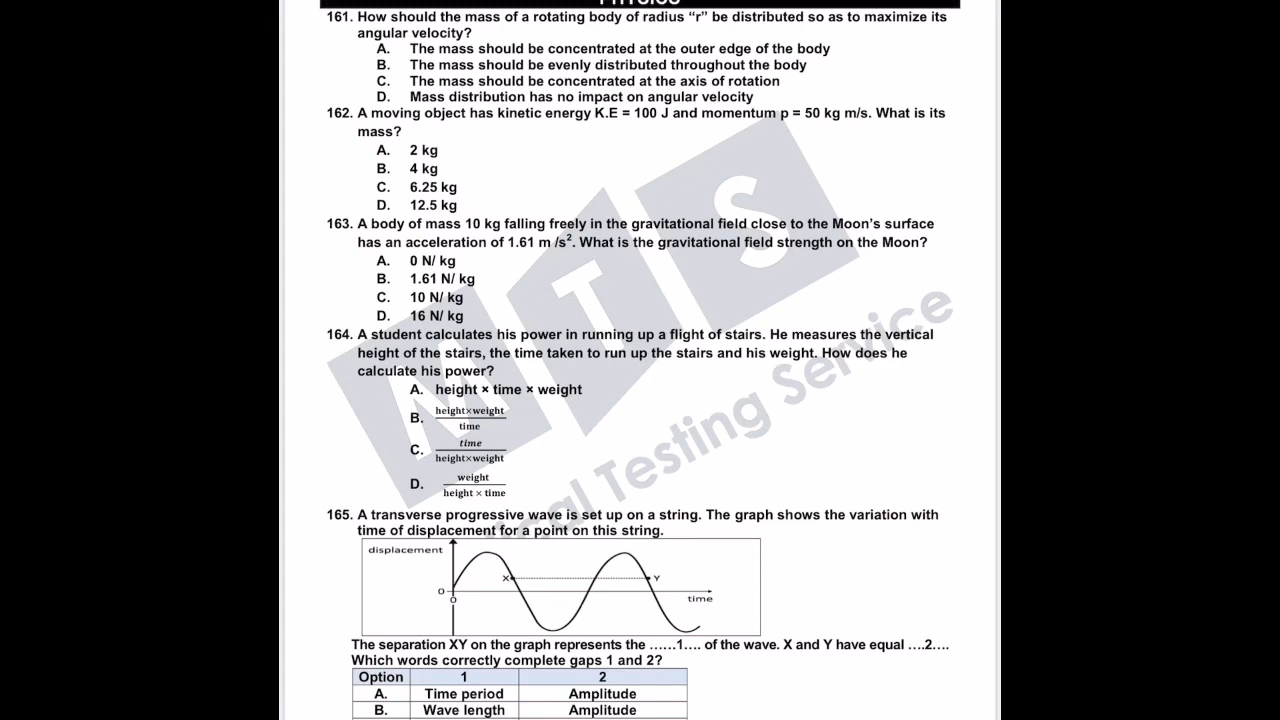 PHYSICS
161. How should the mass of a rotating body of radius “r” be distributed so as to maximize its
angular velocity?
A. The mass should be concentrated at the outer edge of the body
B. The mass should be evenly distributed throughout the body
C. The mass should be concentrated at the axis of rotation
D. Mass distribution has no impact on angular velocity
162. A moving object has kinetic energy K.E = 100 J and momentum p = 50 kg m/s. What is its
mass?
A. 2 kg
B. 4 kg
C. 6.25 kg
D. 12.5 kg
163. A body of mass 10 kg falling freely in the gravitational field close to the Moon’s surface
has an acceleration of 1.61 m /s². What is the gravitational field strength on the Moon?
A. 0 N/ kg
B. 1.61 N/ kg
C. 10 N/ kg
D. 16 N/ kg
164. A student calculates his power in running up a flight of stairs. He measures the vertical
height of the stairs, the time taken to run up the stairs and his weight. How does he
calculate his power?
A. height × time × weight
height×weight
B.
time
time
C.
height×weight
weight
D.
height × time
165. A transverse progressive wave is set up on a string. The graph shows the variation with
time of displacement for a point on this string.
displacement
X Y
0
0
time
The separation XY on the graph represents the ……1…. of the wave. X and Y have equal ….2….
Which words correctly complete gaps 1 and 2?
Option 1 2
A. Time period Amplitude
B. Wave length Amplitude
MTS
ical Testing Service